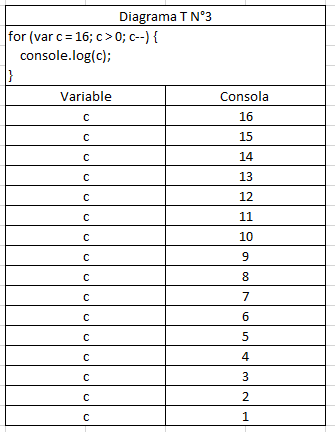 Diagrama T N°3
for (var c = 16; c > 0; c--) {
console.log(c);
}
Variable Consola
c 16
c 15
c 14
c 13
c 12
c 11
c 10
c 9
c 8
c 7
c 6
c 5
c 4
c 3
c 2
c 1